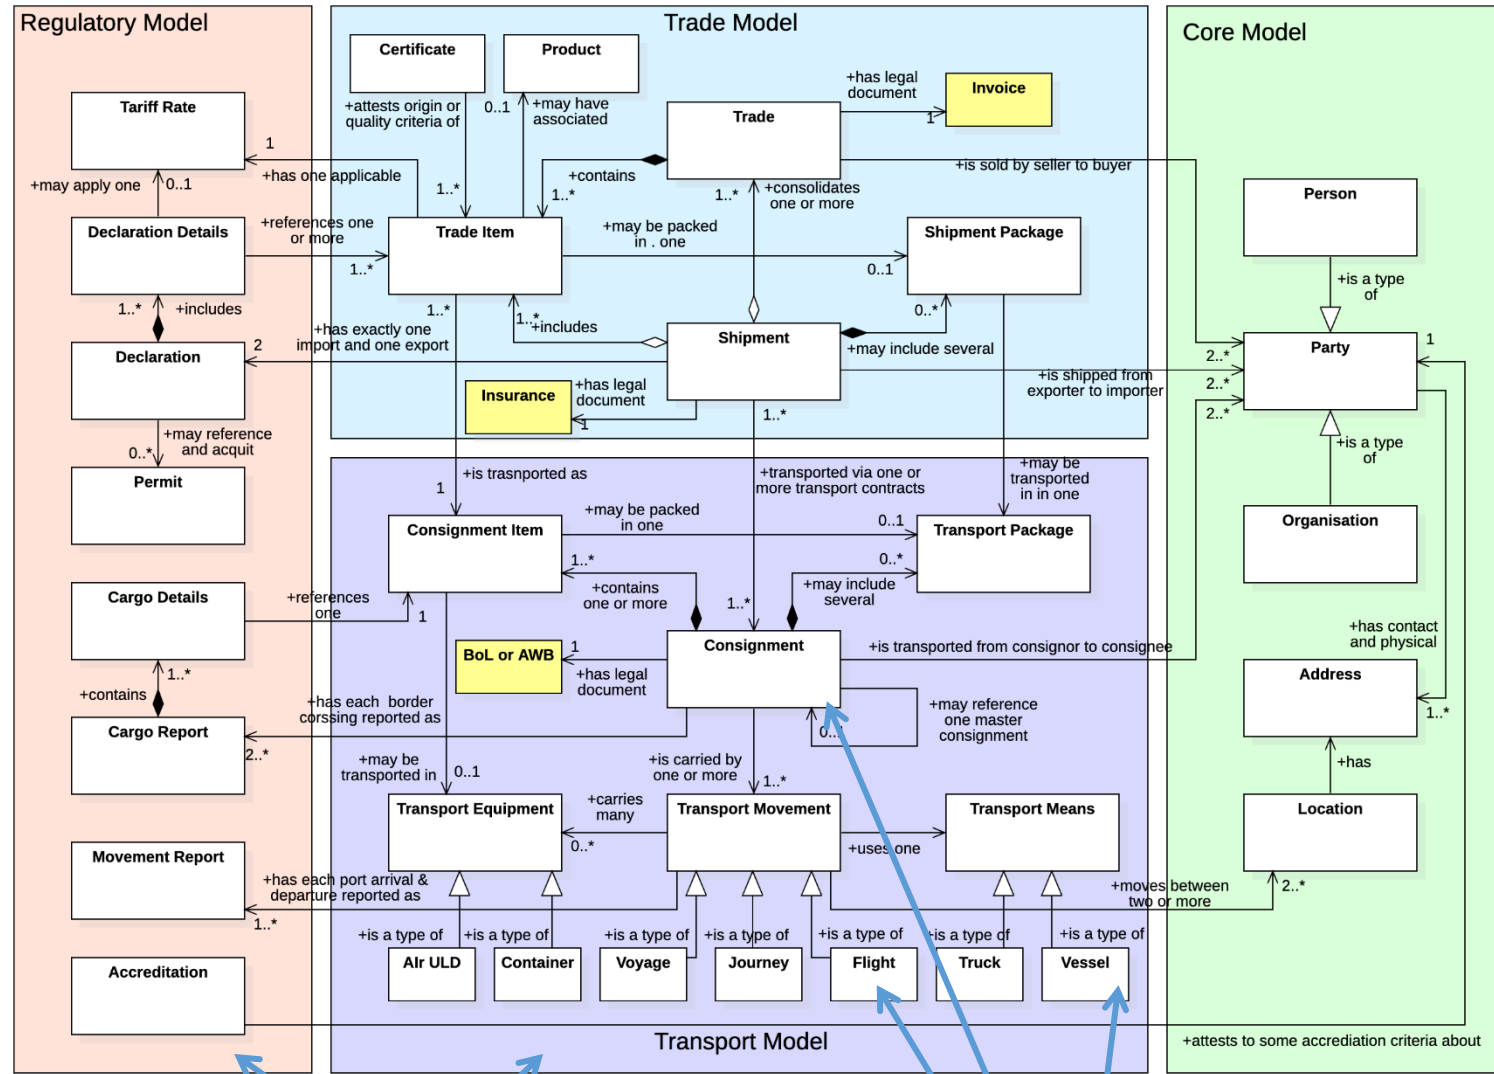 Regulatory Model
Trade Model
Core Model
Certificate
Product
Invoice
Tariff Rate
Trade
+has legal
document
1
+attests origin or
quality criteria of
0..1
+may have
associated
1
+has one applicable
+may apply one
0..1
+contains
1..*
1..*
+consolidates
one or more
1..*
+is sold by seller to buyer
Person
Declaration Details
+references one
or more
1..*
Trade Item
+may be packed
in . one
0..1
Shipment Package
+is a type
of
1..*
+includes
1..*
1..*
+includes
0..*
+has exactly one
import and one export
2
Declaration
Shipment
+may include several
Party
1
2..*
2..*
2..*
+is shipped from
exporter to importer
Insurance
+has legal
document
1
1..*
+may reference
and acquit
0..*
+is a type
of
Permit
+is trasnported as
1
+transported via one or
more transport contracts
+may be
transported
in in one
Consignment Item
+may be packed
in one
0..1
Transport Package
Organisation
1..*
+contains
one or more
0..*
+may include
several
1..*
Cargo Details
+references
one
1
BoL or AWB
1
+has legal
document
Consignment
+is transported from consignor to consignee
+has contact
and physical
1..*
+contains
1..*
+has each  border
corssing reported as
2..*
Cargo Report
+may reference
one master
consignment
0..1
Address
1..*
+may be
transported in
0..1
+is carried by
one or more
1..*
+has
Transport Equipment
+carries
many
0..*
Transport Movement
+uses one
Transport Means
Location
Movement Report
+has each port arrival &
departure reported as
1..*
+moves between
two or more
2..*
+is a type of
+is a type of
+is a type of
+is a type of
+is a type of
+is a type of
+is a type of
AIr ULD
Container
Voyage
Journey
Flight
Truck
Vessel
Accreditation
Transport Model
+attests to some accrediation criteria about